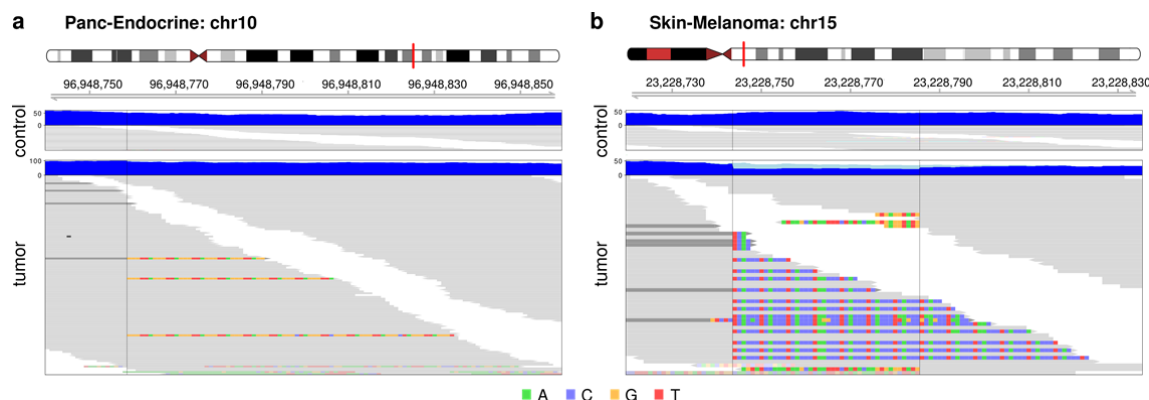 a Panc-Endocrine: chr10
96,948,750 96,948,770 96,948,790 96,948,810 96,948,830 96,948,850
control
50
0
tumor
100
0
b Skin-Melanoma: chr15
23,228,730 23,228,750 23,228,770 23,228,790 23,228,810 23,228,830
control
50
0
tumor
50
0
A C G T